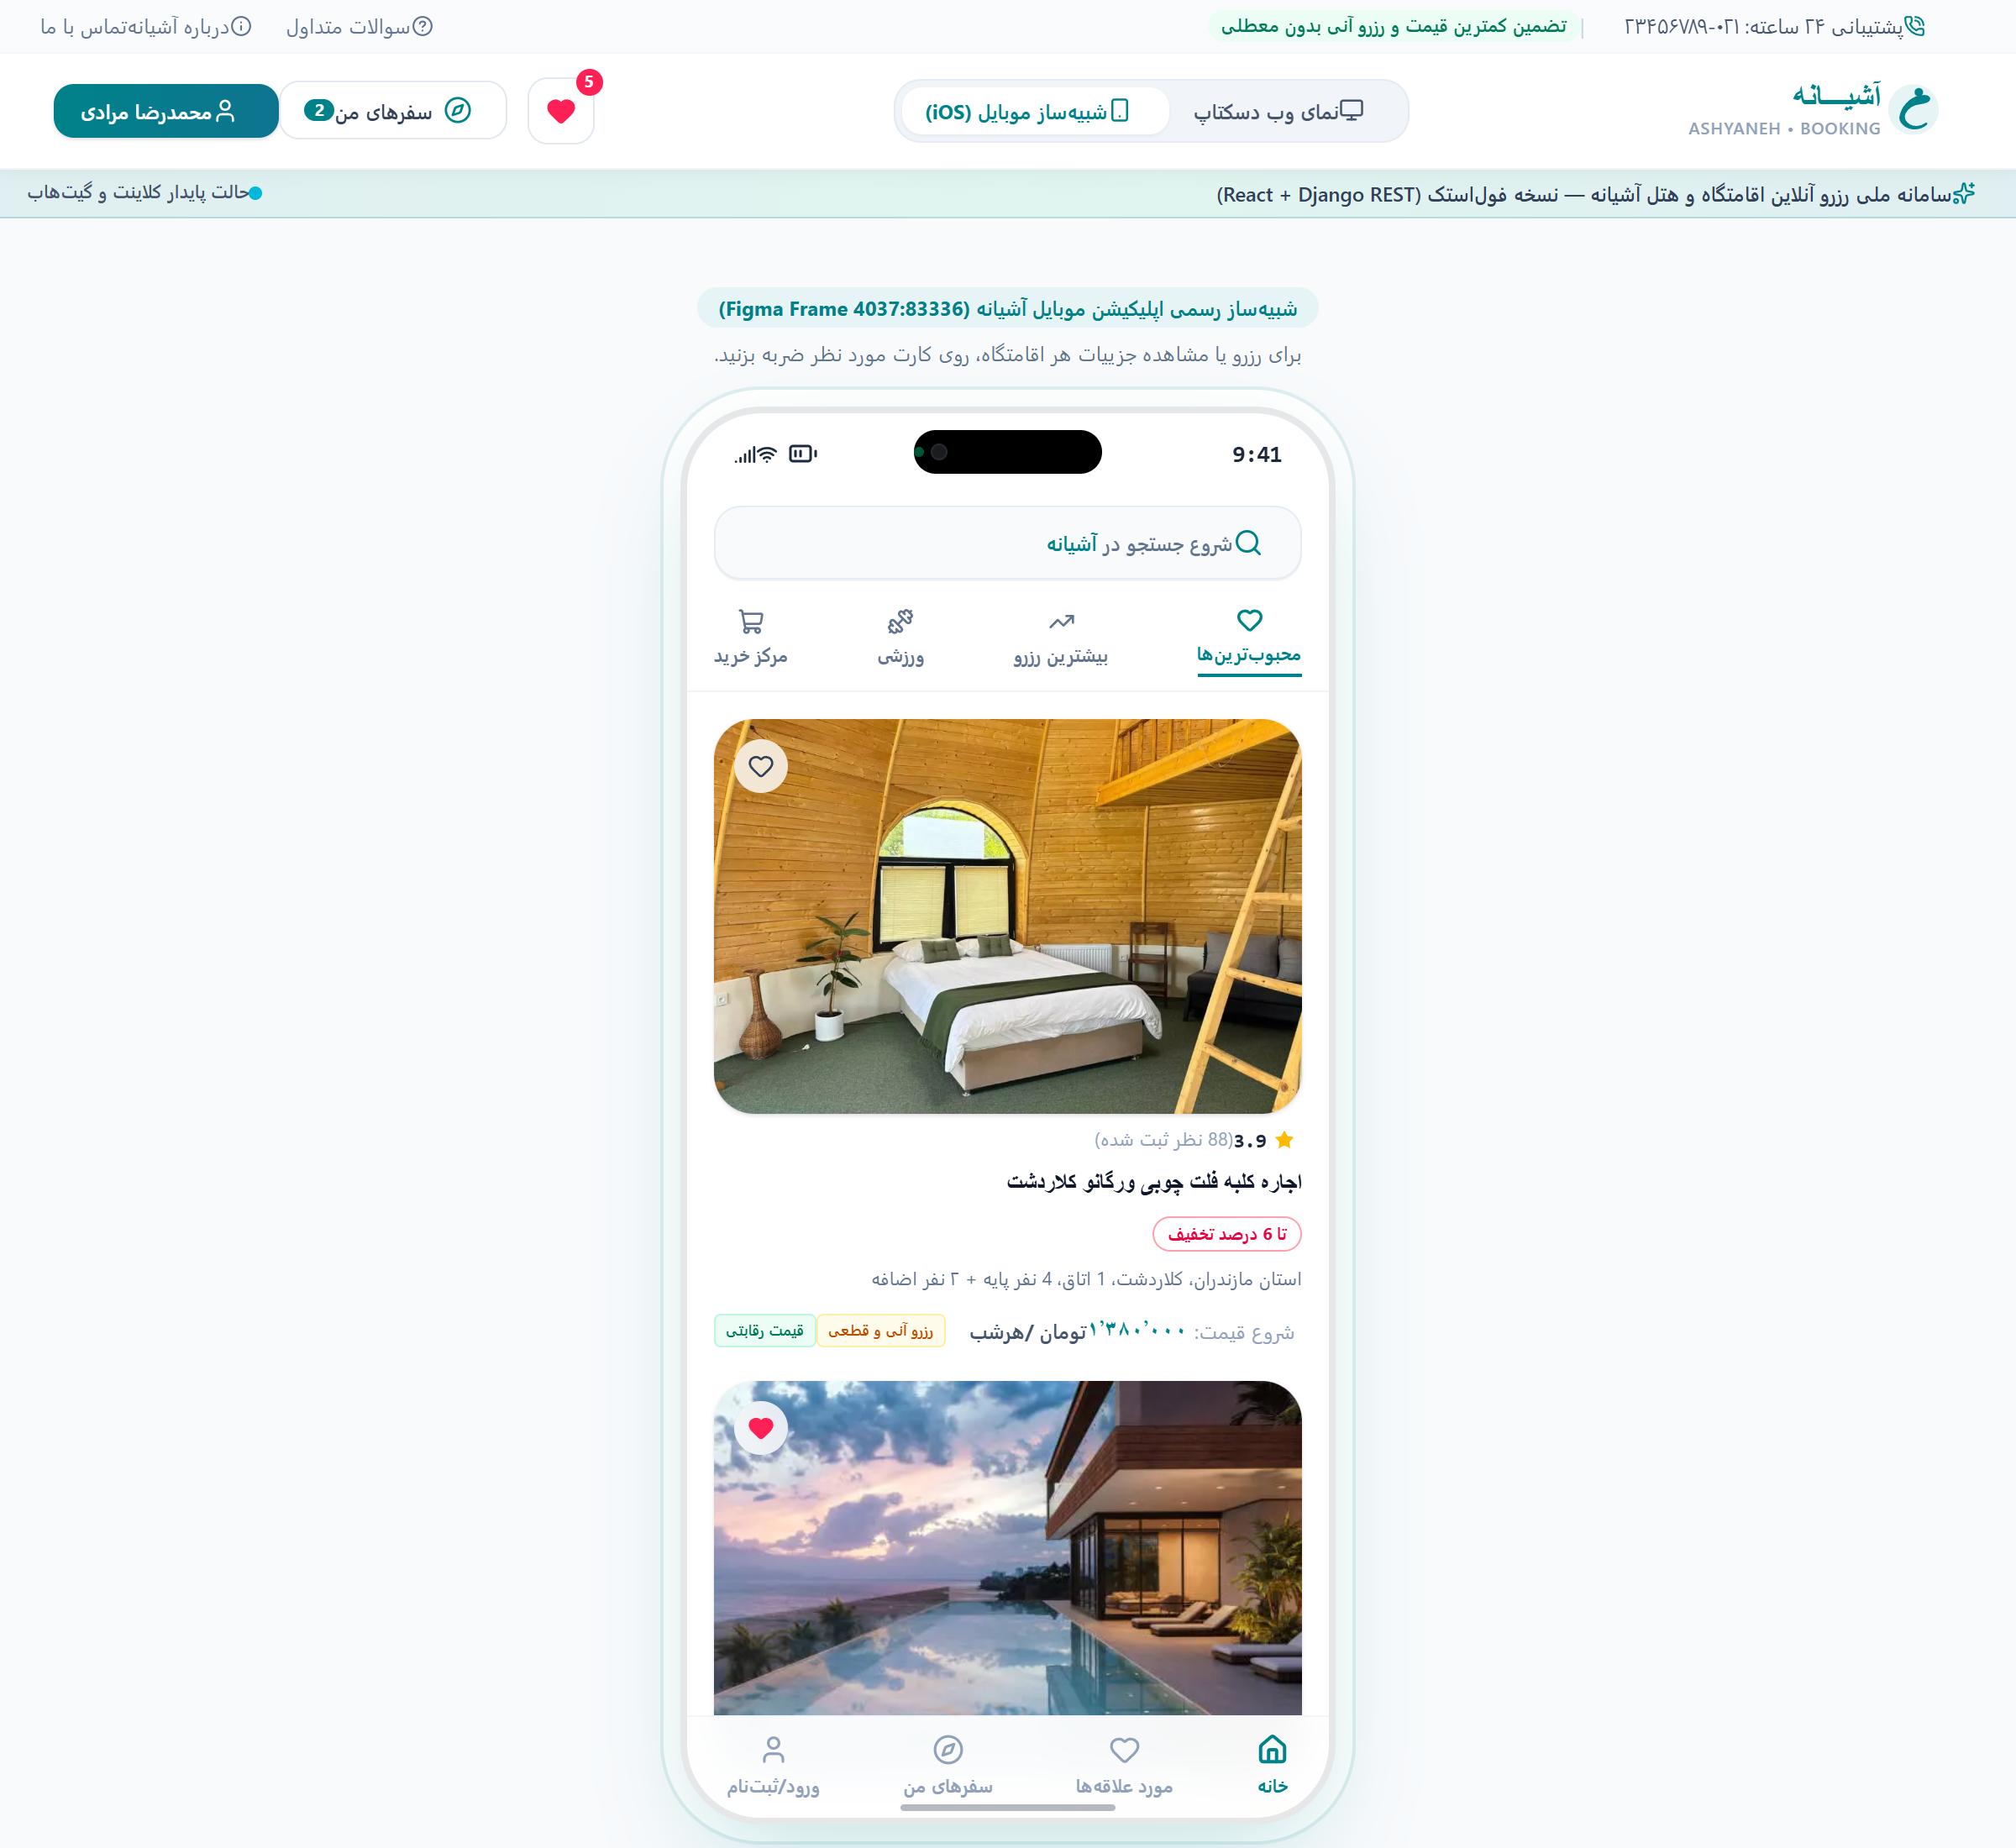 پشتیبانی ۲۴ ساعته: ۰۲۱-۲۳۴۵۶۷۸۹
تضمین کمترین قیمت و رزرو آنی بدون معطلی
سوالات متداول
درباره آشیانه
تماس با ما
آشیـــانه
ASHYANEH • BOOKING
نمای وب دسکتاپ
شبیه‌ساز موبایل (iOS)
5
سفرهای من 2
محمدرضا مرادی
سامانه ملی رزرو آنلاین اقامتگاه و هتل آشیانه — نسخه فول‌استک (React + Django REST)
حالت پایدار کلاینت و گیت‌هاب
شبیه‌ساز رسمی اپلیکیشن موبایل آشیانه (Figma Frame 4037:83336)
برای رزرو یا مشاهده جزییات هر اقامتگاه، روی کارت مورد نظر ضربه بزنید.
9:41
شروع جستجو در آشیانه
محبوب‌ترین‌ها
بیشترین رزرو
ورزشی
مرکز خرید
3.9 (88 نظر ثبت شده)
اجاره کلبه فلت چوبی ورگانو کلاردشت
تا 6 درصد تخفیف
استان مازندران، کلاردشت، 1 اتاق، 4 نفر پایه + ۲ نفر اضافه
شروع قیمت: ۱٬۳۸۰٬۰۰۰ تومان /هرشب
رزرو آنی و قطعی
قیمت رقابتی
خانه
مورد علاقه‌ها
سفرهای من
ورود/ثبت‌نام